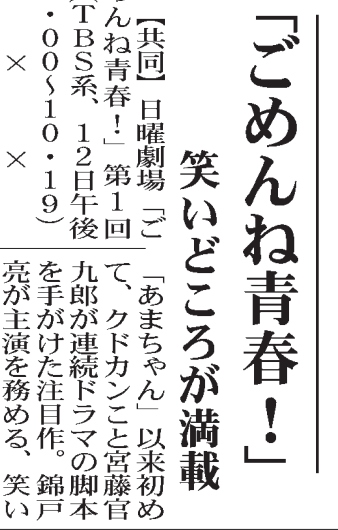 「ごめんね青春！」
笑いどころが満載
【共同】日曜劇場「ご
めんね青春！」第１回
（ＴＢＳ系、１２日午後
・００〜１０・１９）
×　　×
「あまちゃん」以来初め
て、クドカンこと宮藤官
九郎が連続ドラマの脚本
を手がけた注目作。錦戸
亮が主演を務める、笑い